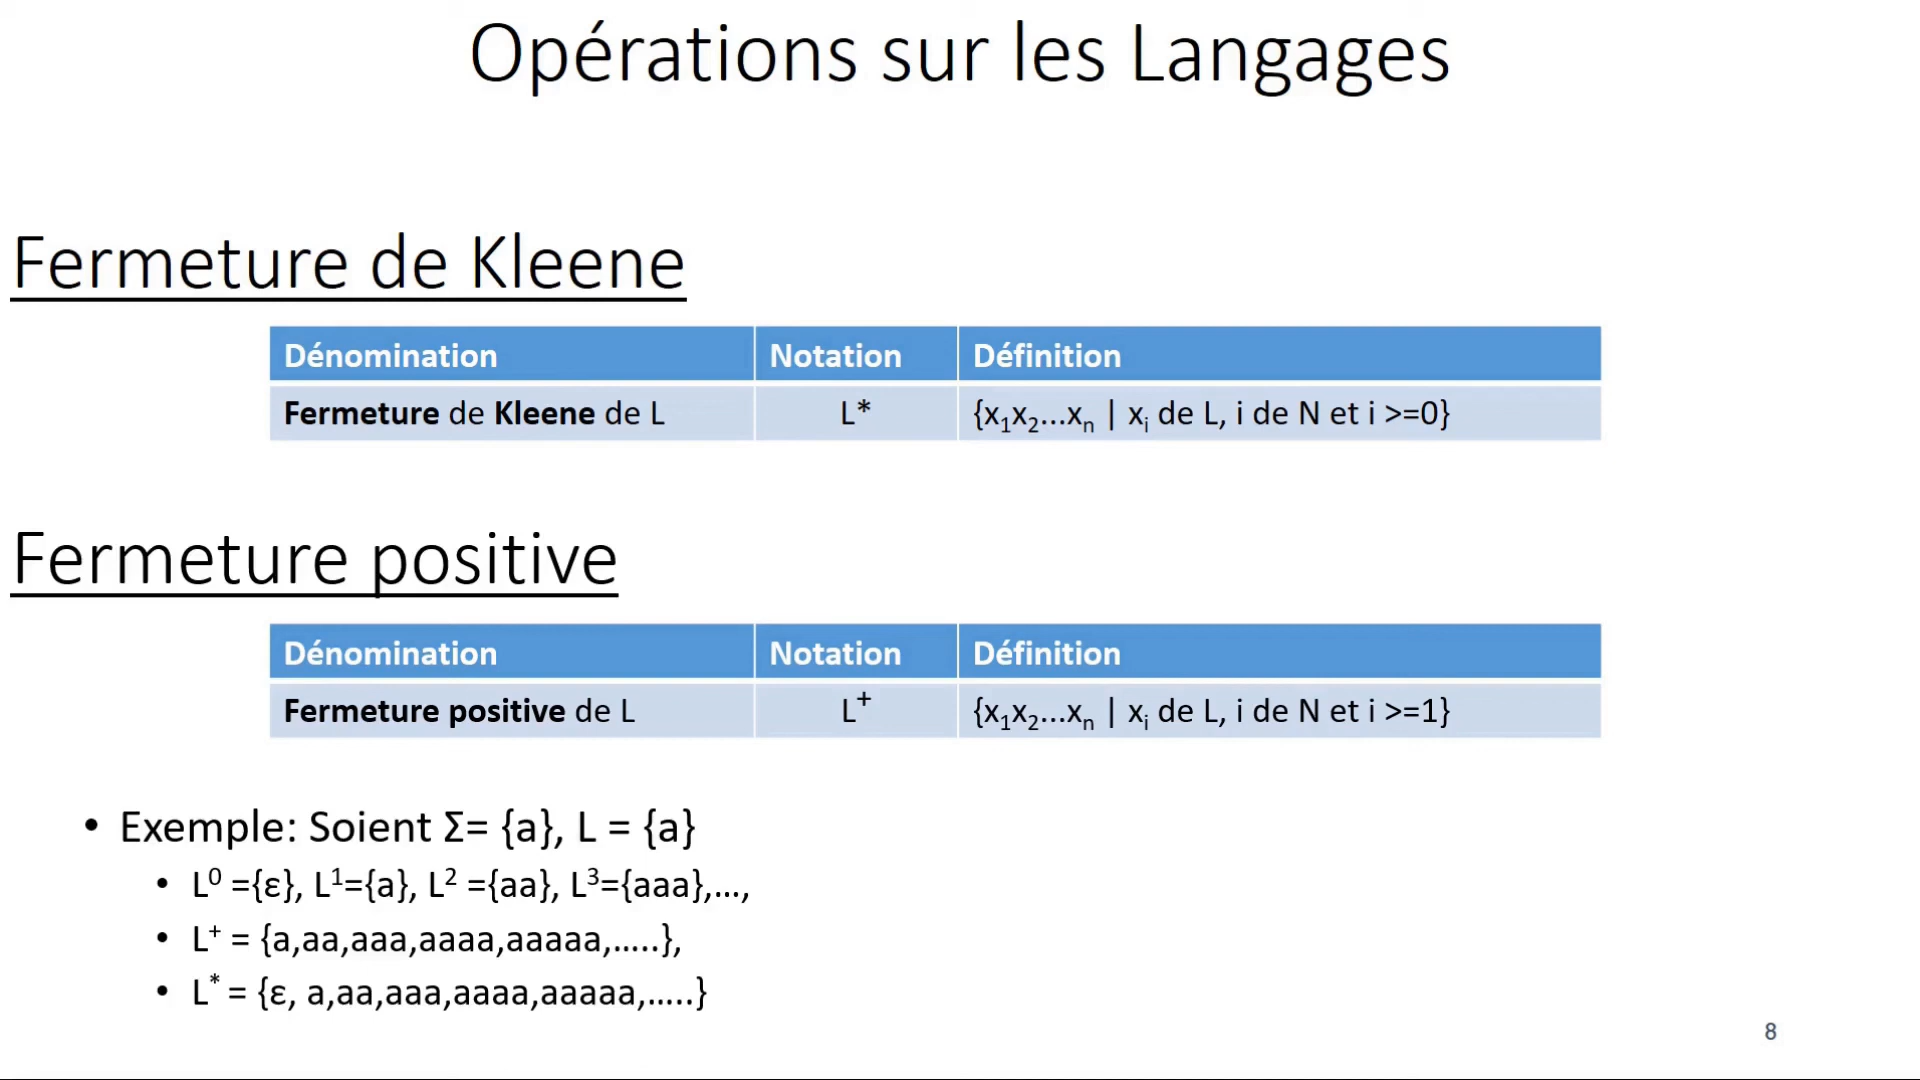 Opérations sur les Langages
Fermeture de Kleene
Dénomination Notation Définition
Fermeture de Kleene de L L* {x₁x₂...xₙ | xᵢ de L, i de N et i >=0}
Fermeture positive
Dénomination Notation Définition
Fermeture positive de L L⁺ {x₁x₂...xₙ | xᵢ de L, i de N et i >=1}
• Exemple: Soient Σ= {a}, L = {a}
• L⁰ ={ε}, L¹={a}, L² ={aa}, L³={aaa},...,
• L⁺ = {a,aa,aaa,aaaa,aaaaa,.....},
• L* = {ε, a,aa,aaa,aaaa,aaaaa,.....}
8